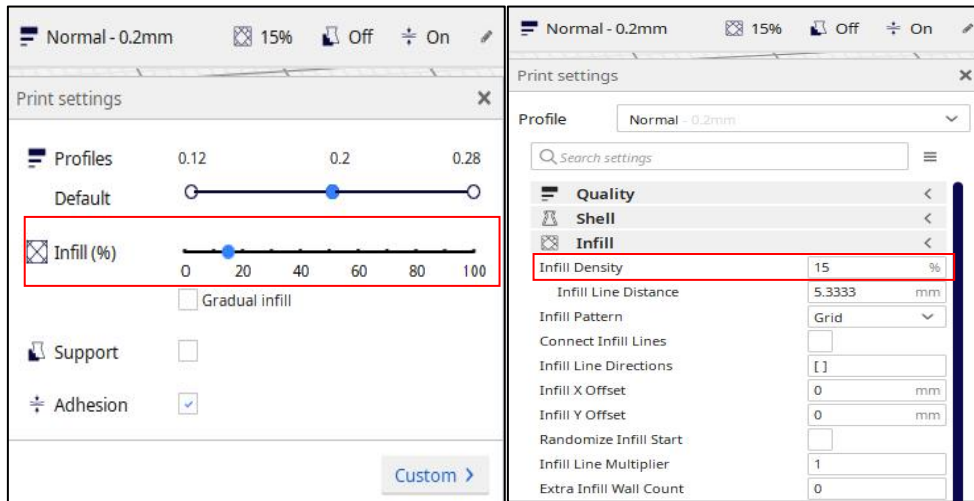 Normal - 0.2mm 15% Off On
Print settings
Profiles 0.12 0.2 0.28
Default
Infill (%)
0 20 40 60 80 100
Gradual infill
Support
Adhesion
Custom
Normal - 0.2mm 15% Off On
Print settings
Profile Normal - 0.2mm
Search settings
Quality
Shell
Infill
Infill Density 15 %
Infill Line Distance 5.3333 mm
Infill Pattern Grid
Connect Infill Lines
Infill Line Directions [ ]
Infill X Offset 0 mm
Infill Y Offset 0 mm
Randomize Infill Start
Infill Line Multiplier 1
Extra Infill Wall Count 0